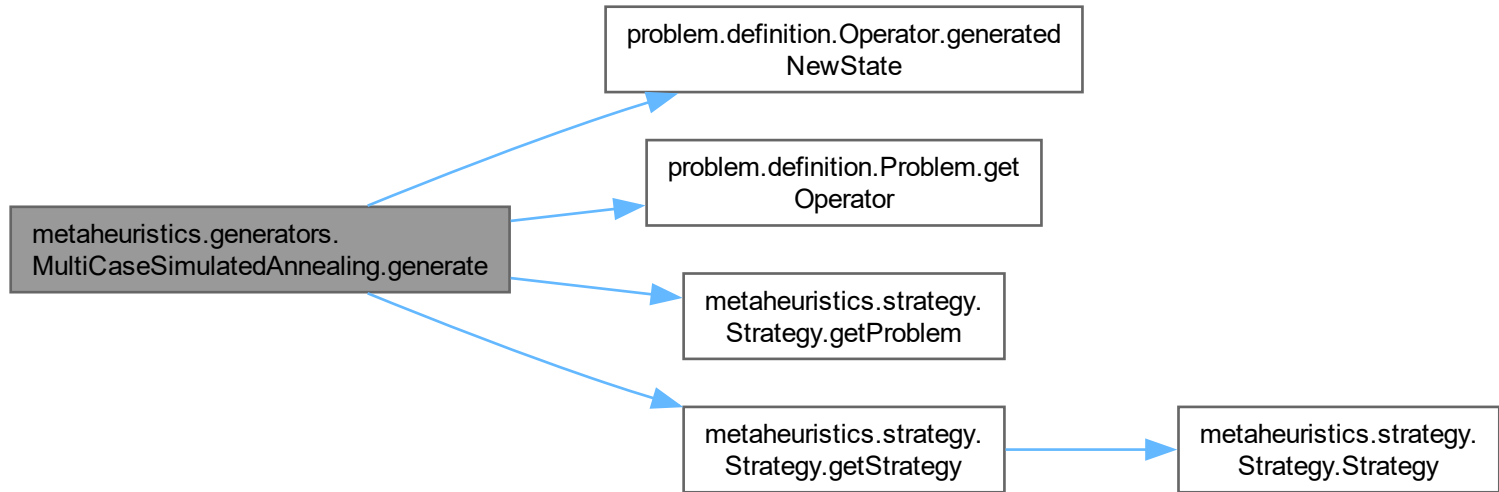 problem.definition.Operator.generated
NewState
problem.definition.Problem.get
Operator
metaheuristics.generators.
MultiCaseSimulatedAnnealing.generate
metaheuristics.strategy.
Strategy.getProblem
metaheuristics.strategy.
Strategy.getStrategy
metaheuristics.strategy.
Strategy.Strategy